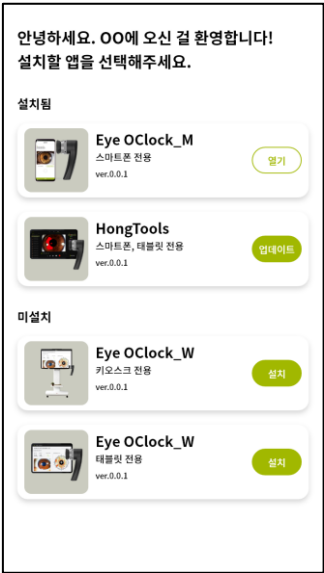 안녕하세요. OO에 오신 걸 환영합니다!
설치할 앱을 선택해주세요.
설치됨
Eye OClock_M
스마트폰 전용
ver.0.0.1
열기
HongTools
스마트폰, 태블릿 전용
ver.0.0.1
업데이트
미설치
Eye OClock_W
키오스크 전용
ver.0.0.1
설치
Eye OClock_W
태블릿 전용
ver.0.0.1
설치